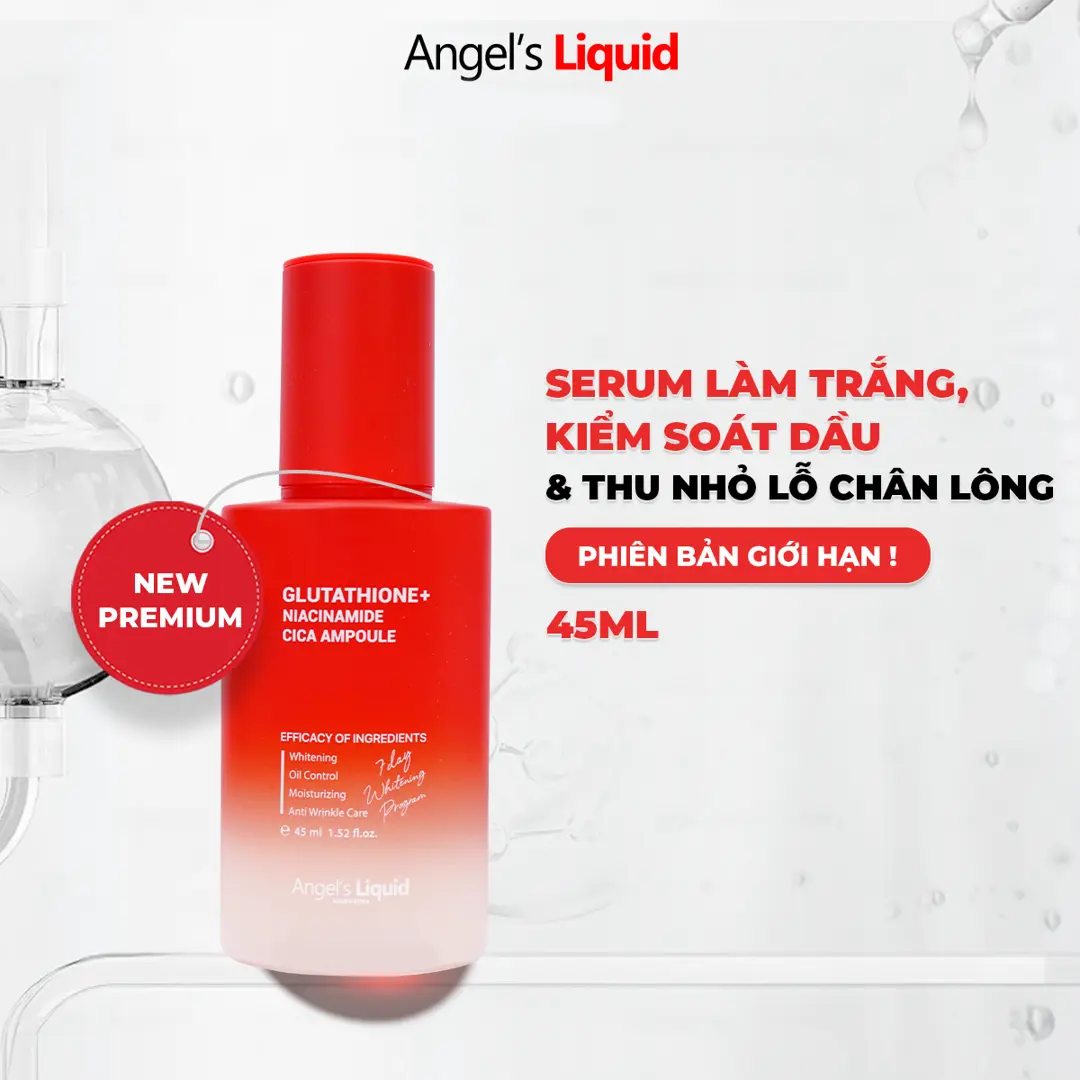 Angel's Liquid
SERUM LÀM TRẮNG,
KIỂM SOÁT DẦU
& THU NHỎ LỖ CHÂN LÔNG
PHIÊN BẢN GIỚI HẠN !
45ML
NEW
PREMIUM
GLUTATHIONE+
NIACINAMIDE
CICA AMPOULE
EFFICACY OF INGREDIENTS
Whitening
Oil Control
Moisturizing
Anti Wrinkle Care
7 day
Whitening
Program
℮ 45 ml 1.52 fl.oz.
Angel's Liquid